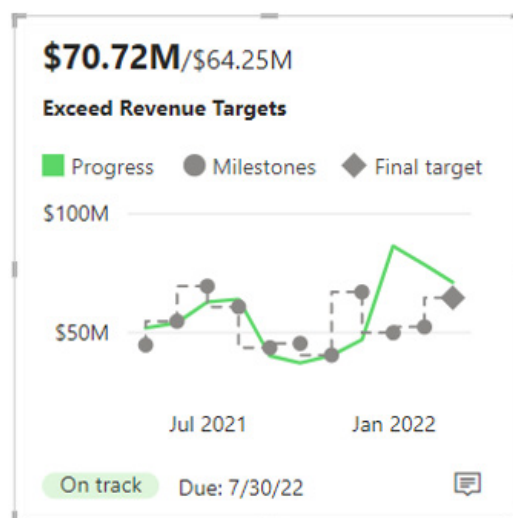 $70.72M/$64.25M
Exceed Revenue Targets
Progress Milestones Final target
$100M
$50M
Jul 2021 Jan 2022
On track Due: 7/30/22